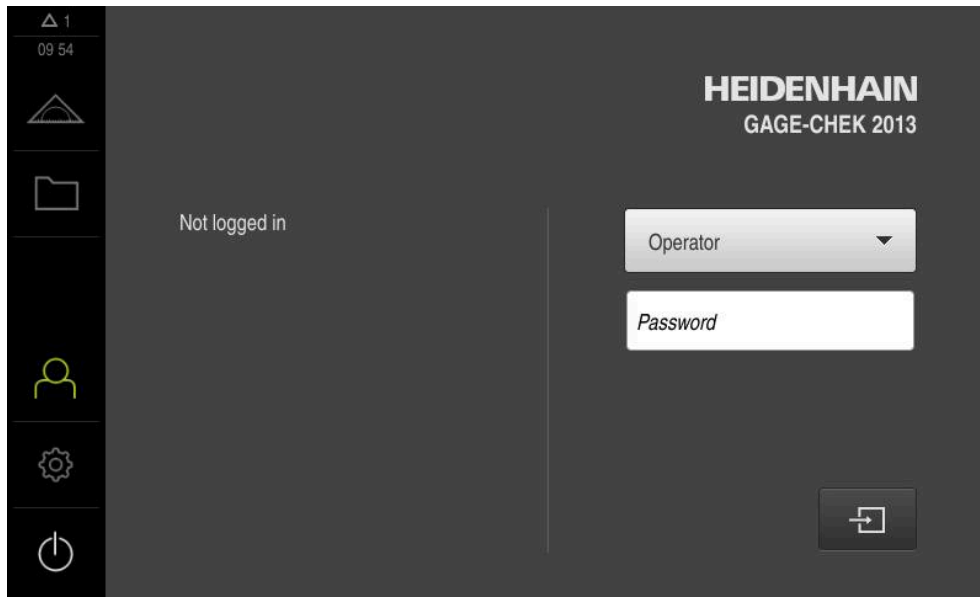 1
09 54
HEIDENHAIN
GAGE-CHEK 2013
Not logged in
Operator
Password